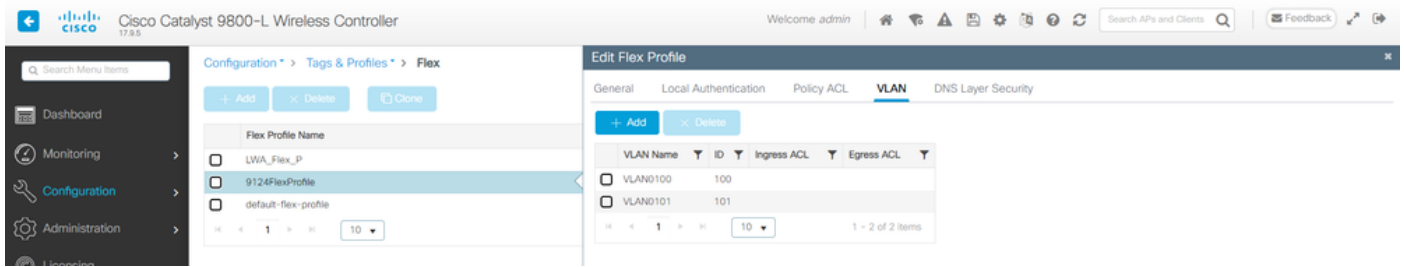 cisco
Cisco Catalyst 9800-L Wireless Controller
17.9.5
Welcome admin
Search APs and Clients
Feedback
Search Menu Items
Dashboard
Monitoring
Configuration
Administration
Licensing
Configuration > Tags & Profiles > Flex
+ Add × Delete Clone
Flex Profile Name
LWA_Flex_P
9124FlexProfile
default-flex-profile
1 10
Edit Flex Profile
General Local Authentication Policy ACL VLAN DNS Layer Security
+ Add × Delete
VLAN Name ID Ingress ACL Egress ACL
VLAN0100 100
VLAN0101 101
1 10 1 - 2 of 2 items